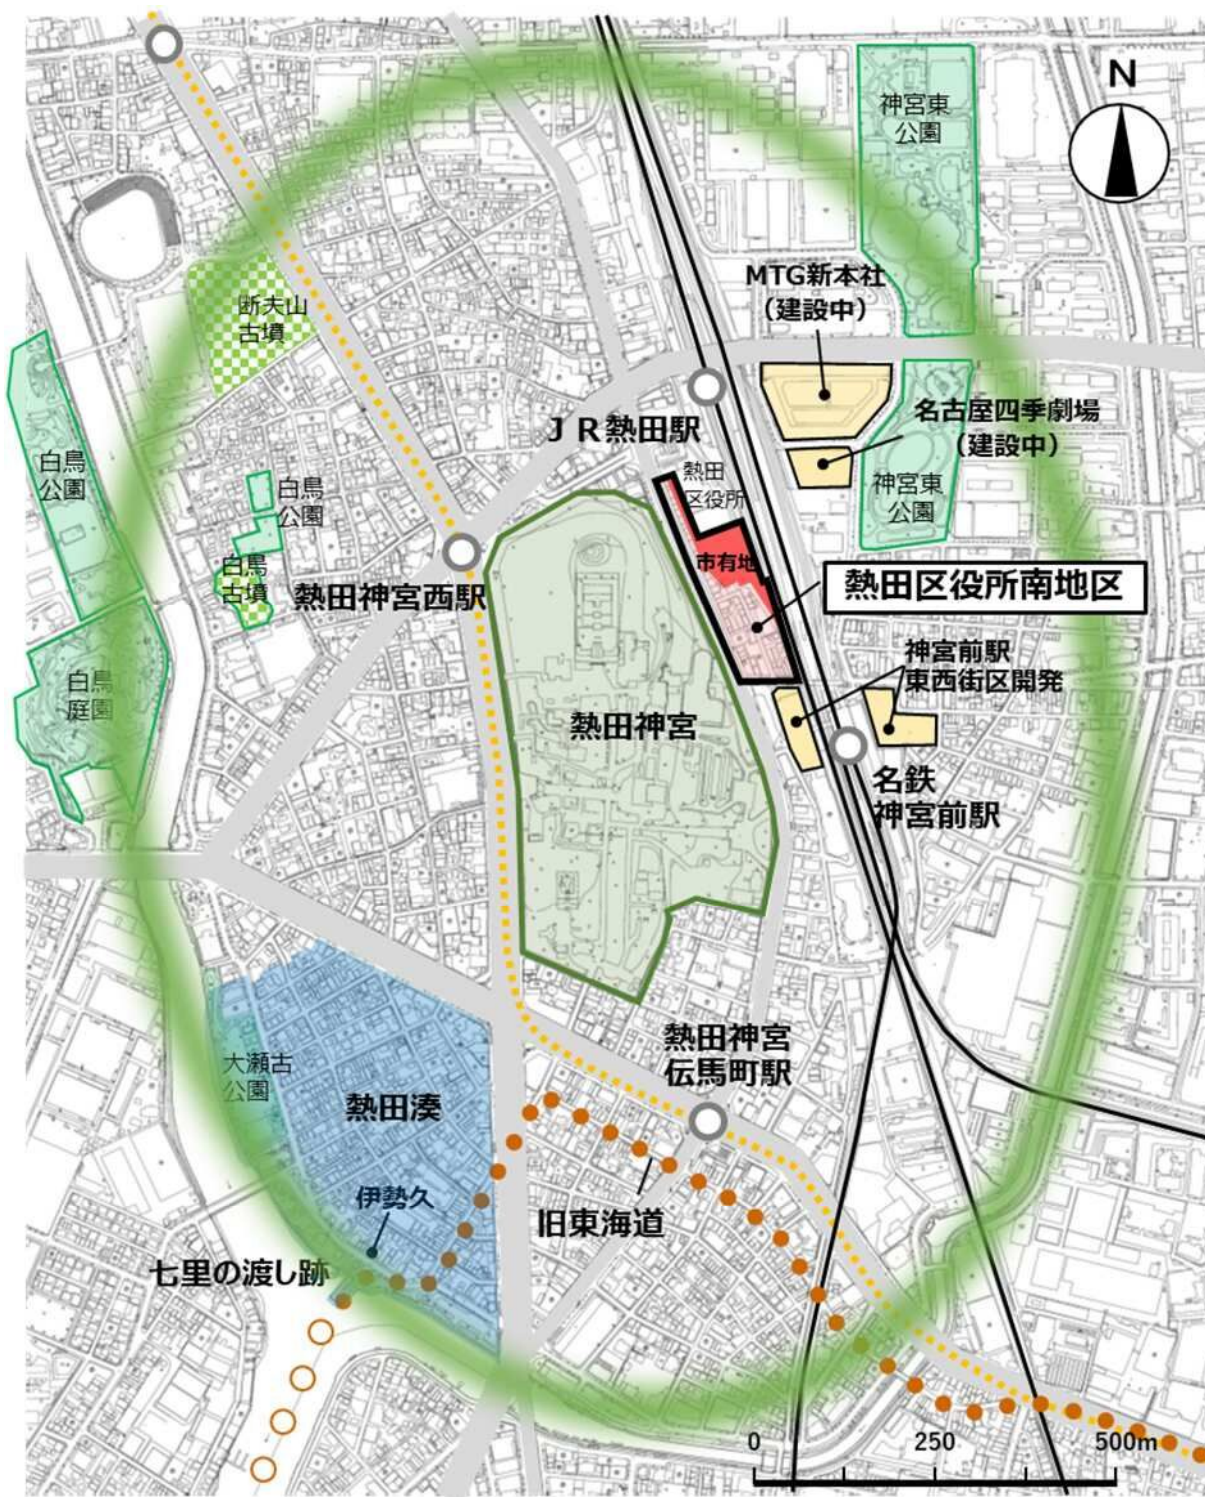 N
神宮東
公園
MTG新本社
（建設中）
断夫山
古墳
名古屋四季劇場
（建設中）
ＪＲ熱田駅
白鳥
公園
熱田
区役所
白鳥
公園
神宮東
公園
市有地
白鳥
古墳
熱田神宮西駅
熱田区役所南地区
神宮前駅
東西街区開発
白鳥
庭園
熱田神宮
名鉄
神宮前駅
熱田神宮
伝馬町駅
大瀬古
公園
熱田湊
伊勢久
旧東海道
七里の渡し跡
0 250 500m